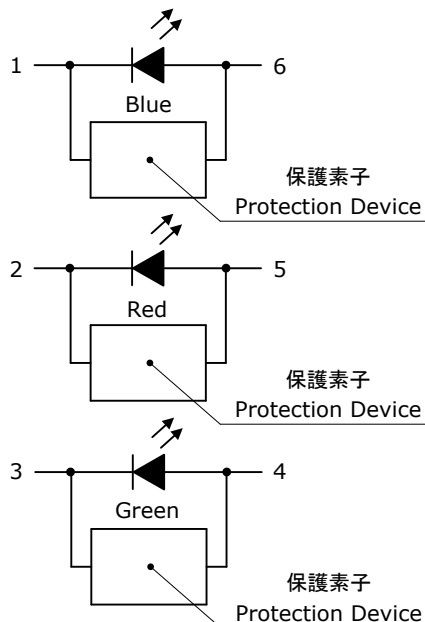 1
6
Blue
保護素子
Protection Device
2
5
Red
保護素子
Protection Device
3
4
Green
保護素子
Protection Device